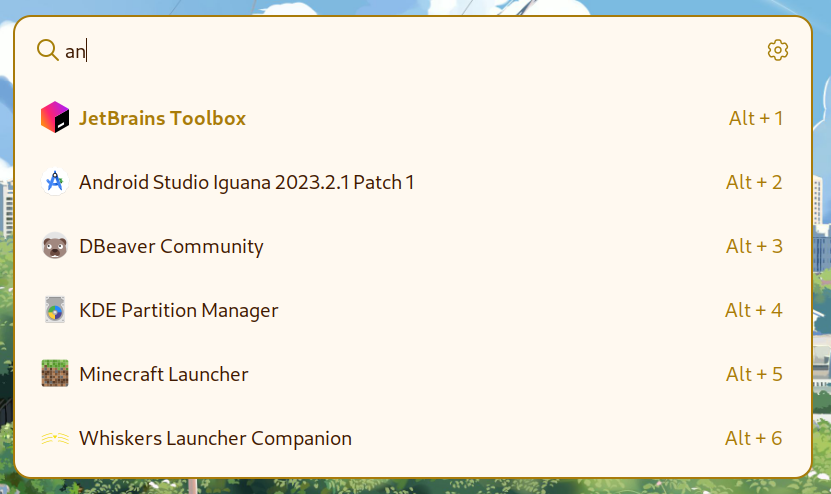 an
JetBrains Toolbox Alt + 1
Android Studio Iguana 2023.2.1 Patch 1 Alt + 2
DBeaver Community Alt + 3
KDE Partition Manager Alt + 4
Minecraft Launcher Alt + 5
Whiskers Launcher Companion Alt + 6